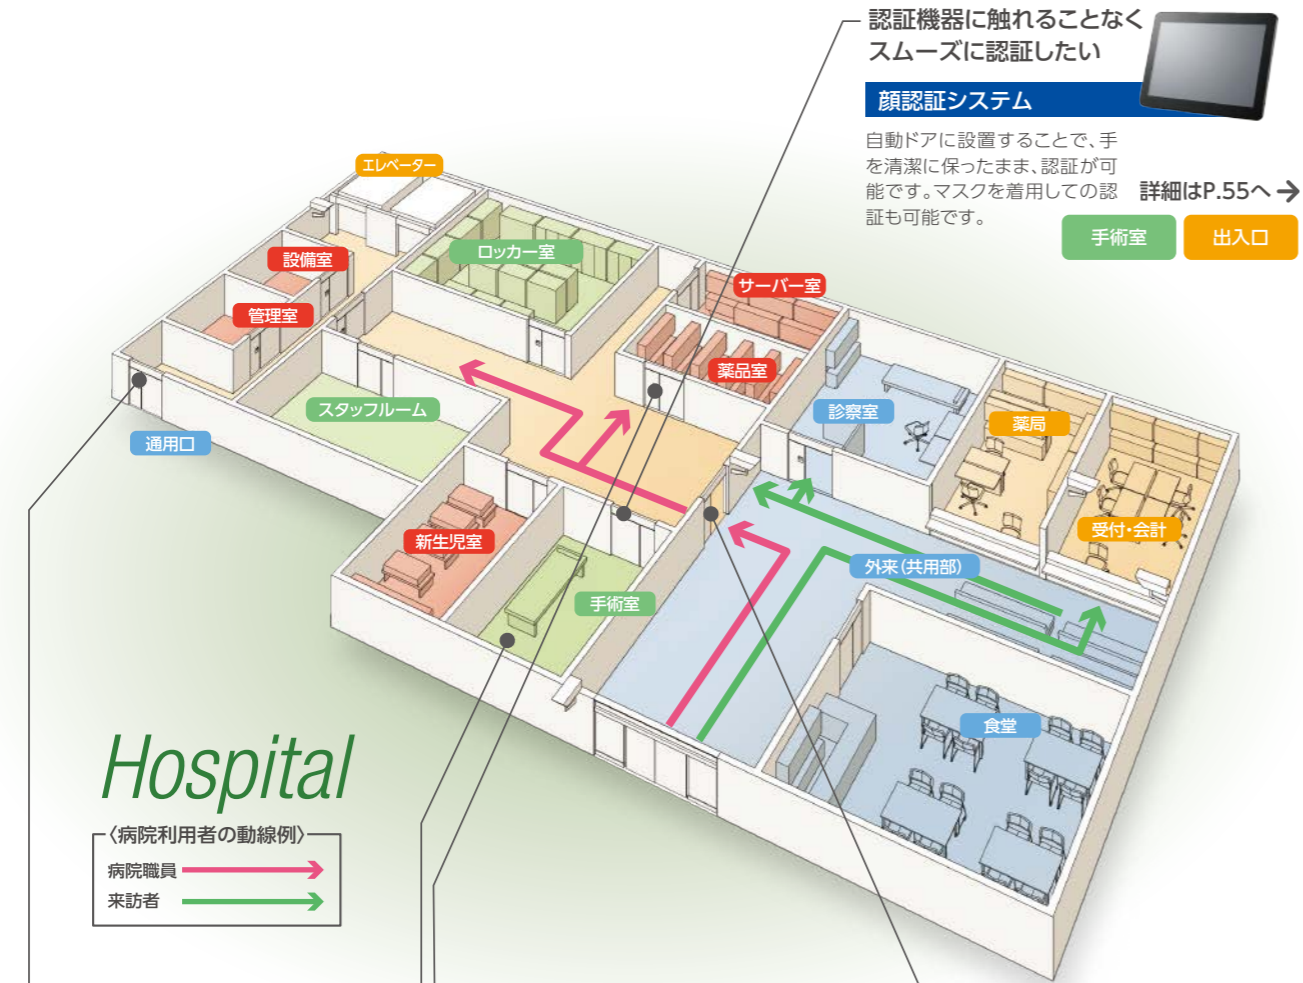 認証機器に触れることなく
スムーズに認証したい
顔認証システム
自動ドアに設置することで、手
を清潔に保ったまま、認証が可
能です。マスクを着用しての認
証も可能です。
詳細はP.55へ
手術室
出入口
エレベーター
設備室
ロッカー室
サーバー室
管理室
薬品室
スタッフルーム
診察室
薬局
通用口
受付・会計
新生児室
外来（共用部）
手術室
食堂
Hospital
〈病院利用者の動線例〉
病院職員
来訪者